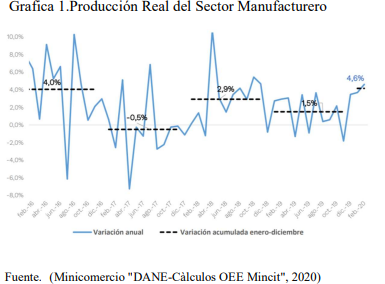 Grafica 1.Producción Real del Sector Manufacturero
10,0%
8,0%
6,0%
4,0%
2,0%
0,0%
-2,0%
-4,0%
-6,0%
-8,0%
4,0%
-0,5%
2,9%
1,5%
4,6%
feb.-16
abr.-16
jun.-16
ago.-16
oct.-16
dic.-16
feb.-17
abr.-17
jun.-17
ago.-17
oct.-17
dic.-17
feb.-18
abr.-18
jun.-18
ago.-18
oct.-18
dic.-18
feb.-19
abr.-19
jun.-19
ago.-19
oct.-19
dic.-19
feb.-20
Variación anual
Variación acumulada enero-diciembre
Fuente. (Minicomercio "DANE-Càlculos OEE Mincit", 2020)